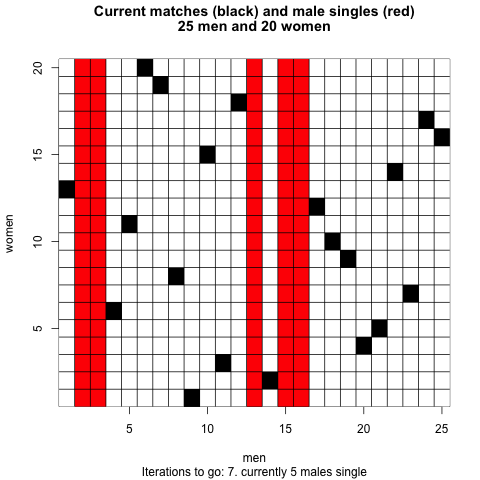 Current matches (black) and male singles (red)
25 men and 20 women
women
20
15
10
5
5 10 15 20 25
men
Iterations to go: 7. currently 5 males single